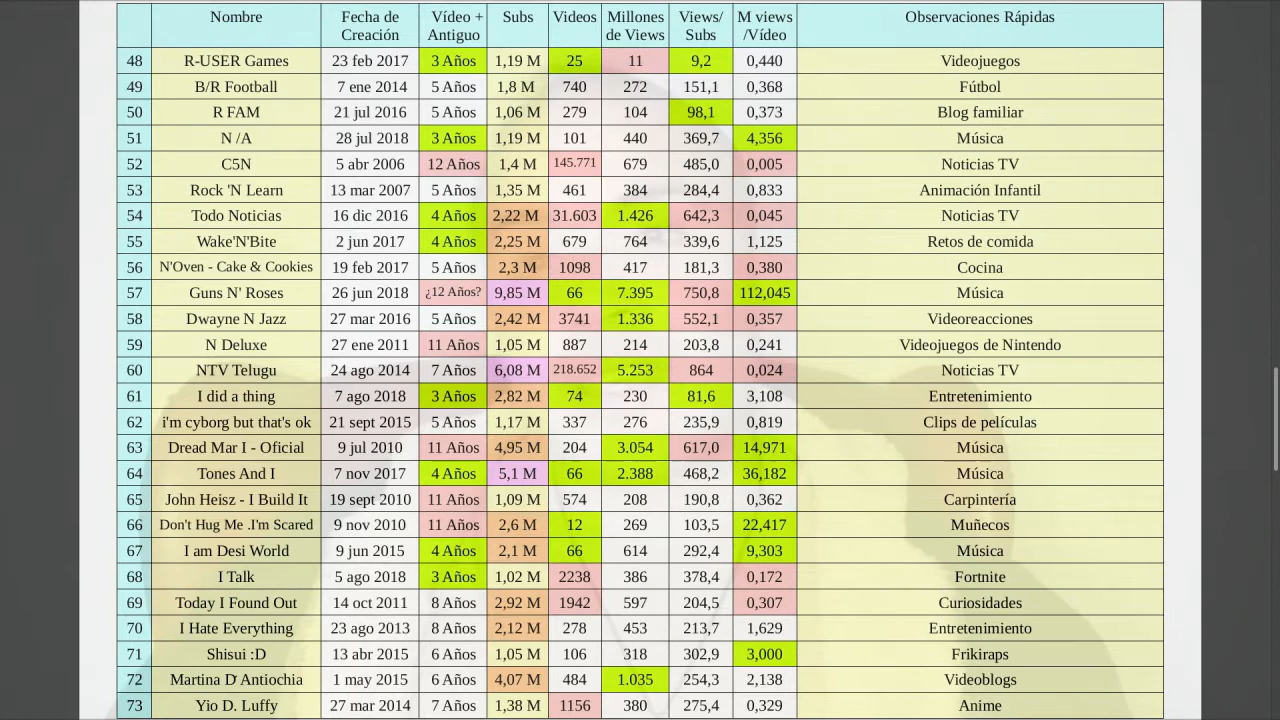 Nombre Fecha de Creación Vídeo + Antiguo Subs Videos Millones de Views Views/ Subs M views /Vídeo Observaciones Rápidas
48 R-USER Games 23 feb 2017 3 Años 1,19 M 25 11 9,2 0,440 Videojuegos
49 B/R Football 7 ene 2014 5 Años 1,8 M 740 272 151,1 0,368 Fútbol
50 R FAM 21 jul 2016 5 Años 1,06 M 279 104 98,1 0,373 Blog familiar
51 N /A 28 jul 2018 3 Años 1,19 M 101 440 369,7 4,356 Música
52 C5N 5 abr 2006 12 Años 1,4 M 145.771 679 485,0 0,005 Noticias TV
53 Rock 'N Learn 13 mar 2007 5 Años 1,35 M 461 384 284,4 0,833 Animación Infantil
54 Todo Noticias 16 dic 2016 4 Años 2,22 M 31.603 1.426 642,3 0,045 Noticias TV
55 Wake'N'Bite 2 jun 2017 4 Años 2,25 M 679 764 339,6 1,125 Retos de comida
56 N'Oven - Cake & Cookies 19 feb 2017 5 Años 2,3 M 1098 417 181,3 0,380 Cocina
57 Guns N' Roses 26 jun 2018 ¿12 Años? 9,85 M 66 7.395 750,8 112,045 Música
58 Dwayne N Jazz 27 mar 2016 5 Años 2,42 M 3741 1.336 552,1 0,357 Videoreacciones
59 N Deluxe 27 ene 2011 11 Años 1,05 M 887 214 203,8 0,241 Videojuegos de Nintendo
60 NTV Telugu 24 ago 2014 7 Años 6,08 M 218.652 5.253 864 0,024 Noticias TV
61 I did a thing 7 ago 2018 3 Años 2,82 M 74 230 81,6 3,108 Entretenimiento
62 i'm cyborg but that's ok 21 sept 2015 5 Años 1,17 M 337 276 235,9 0,819 Clips de películas
63 Dread Mar I - Oficial 9 jul 2010 11 Años 4,95 M 204 3.054 617,0 14,971 Música
64 Tones And I 7 nov 2017 4 Años 5,1 M 66 2.388 468,2 36,182 Música
65 John Heisz - I Build It 19 sept 2010 11 Años 1,09 M 574 208 190,8 0,362 Carpintería
66 Don't Hug Me .I'm Scared 9 nov 2010 11 Años 2,6 M 12 269 103,5 22,417 Muñecos
67 I am Desi World 9 jun 2015 4 Años 2,1 M 66 614 292,4 9,303 Música
68 I Talk 5 ago 2018 3 Años 1,02 M 2238 386 378,4 0,172 Fortnite
69 Today I Found Out 14 oct 2011 8 Años 2,92 M 1942 597 204,5 0,307 Curiosidades
70 I Hate Everything 23 ago 2013 8 Años 2,12 M 278 453 213,7 1,629 Entretenimiento
71 Shisui :D 13 abr 2015 6 Años 1,05 M 106 318 302,9 3,000 Frikiraps
72 Martina D' Antiochia 1 may 2015 6 Años 4,07 M 484 1.035 254,3 2,138 Videoblogs
73 Yio D. Luffy 27 mar 2014 7 Años 1,38 M 1156 380 275,4 0,329 Anime